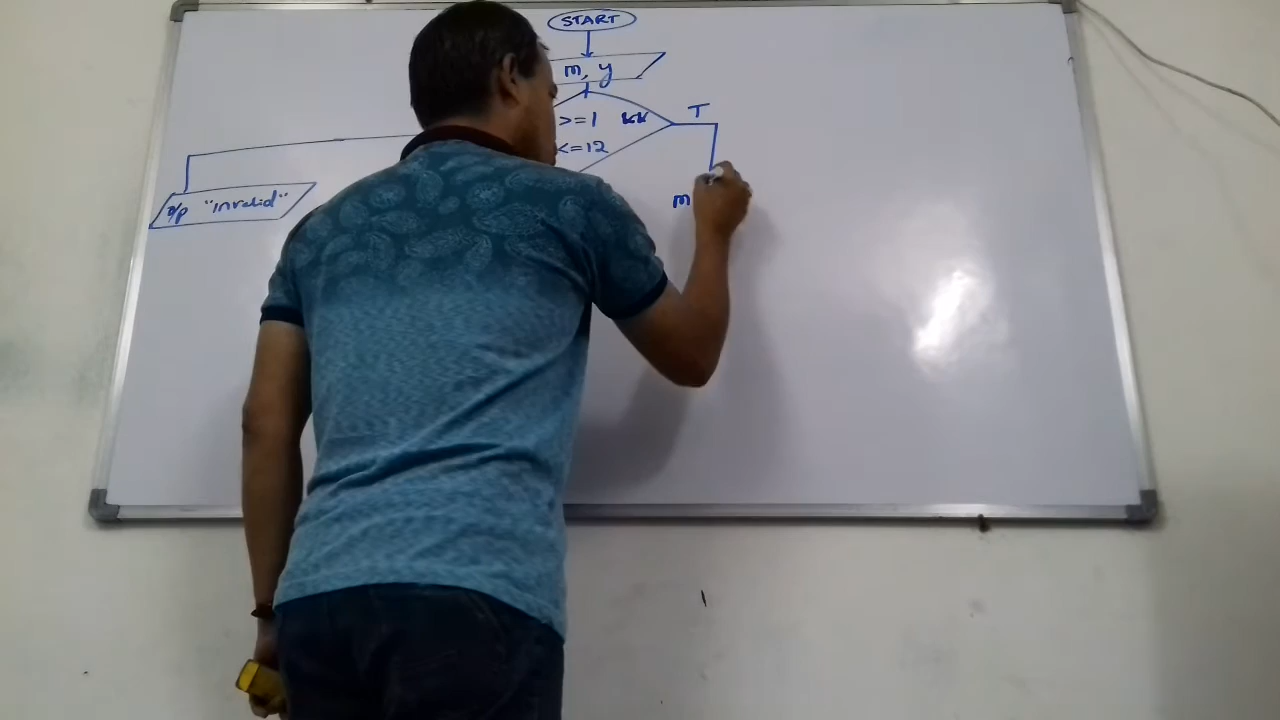 START
m, y
>=1 &&
T
<=12
m
o/p "invalid"